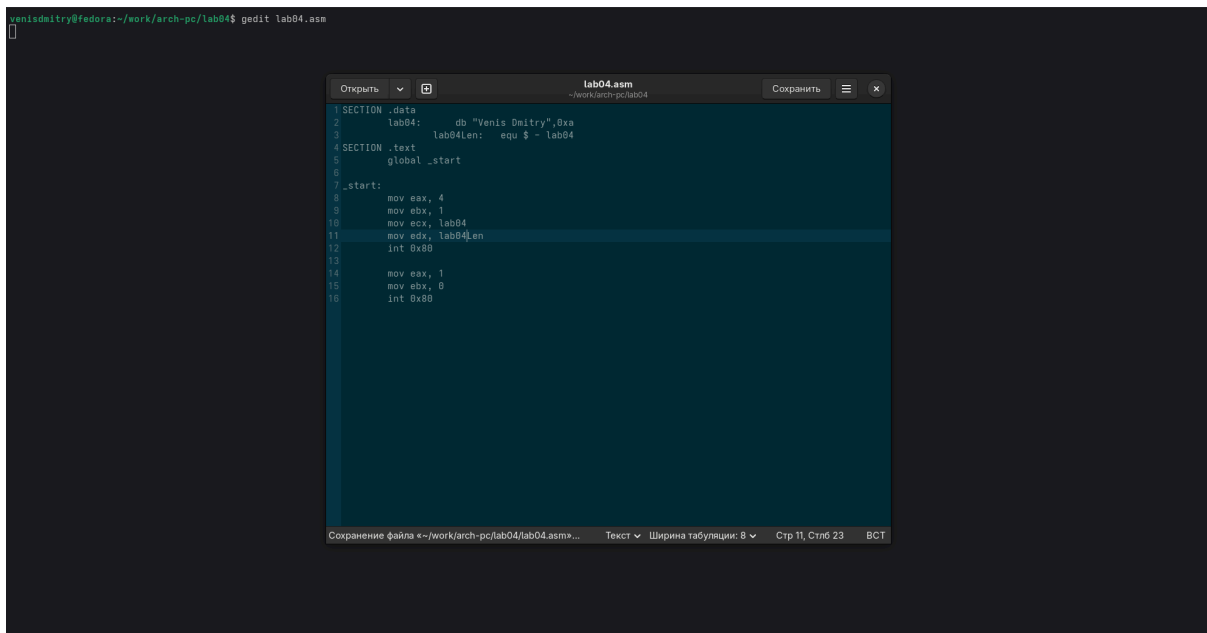 venisdmitry@fedora:~/work/arch-pc/lab04$ gedit lab04.asm
Открыть lab04.asm Сохранить
~/work/arch-pc/lab04
1 SECTION .data
2 lab04: db "Venis Dmitry",0xa
3 lab04Len: equ $ - lab04
4 SECTION .text
5 global _start
6
7 _start:
8 mov eax, 4
9 mov ebx, 1
10 mov ecx, lab04
11 mov edx, lab04Len
12 int 0x80
13
14 mov eax, 1
15 mov ebx, 0
16 int 0x80
Сохранение файла «~/work/arch-pc/lab04/lab04.asm»... Текст Ширина табуляции: 8 Стр 11, Стлб 23 ВСТ